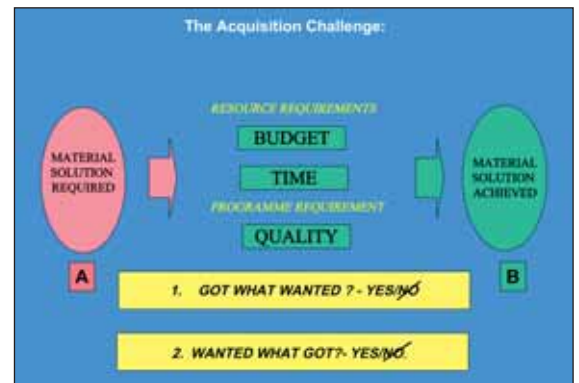 The Acquisition Challenge:
RESOURCE REQUIREMENTS
BUDGET
MATERIAL
SOLUTION
REQUIRED
TIME
MATERIAL
SOLUTION
ACHIEVED
PROGRAMME REQUIREMENT
QUALITY
A
B
1. GOT WHAT WANTED ? - YES/NO
2. WANTED WHAT GOT?- YES/NO.